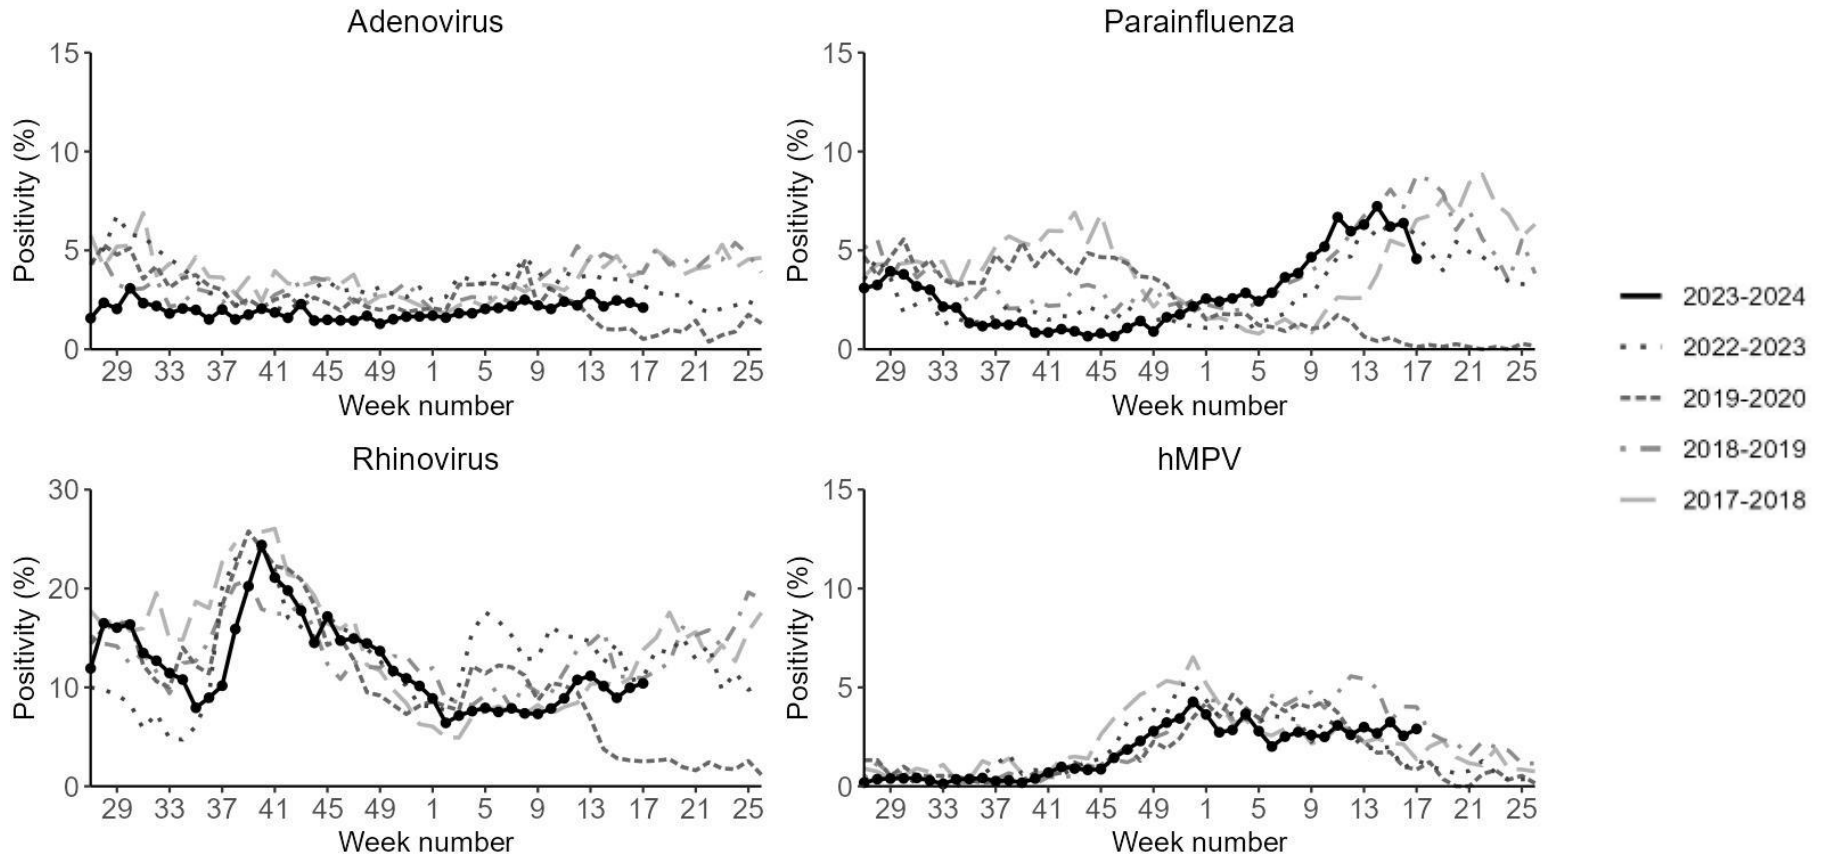 Adenovirus
Positivity (%)
15
10
5
0
29 33 37 41 45 49 1 5 9 13 17 21 25
Week number
Parainfluenza
Positivity (%)
15
10
5
0
29 33 37 41 45 49 1 5 9 13 17 21 25
Week number
Rhinovirus
Positivity (%)
30
20
10
0
29 33 37 41 45 49 1 5 9 13 17 21 25
Week number
hMPV
Positivity (%)
15
10
5
0
29 33 37 41 45 49 1 5 9 13 17 21 25
Week number
2023-2024
2022-2023
2019-2020
2018-2019
2017-2018